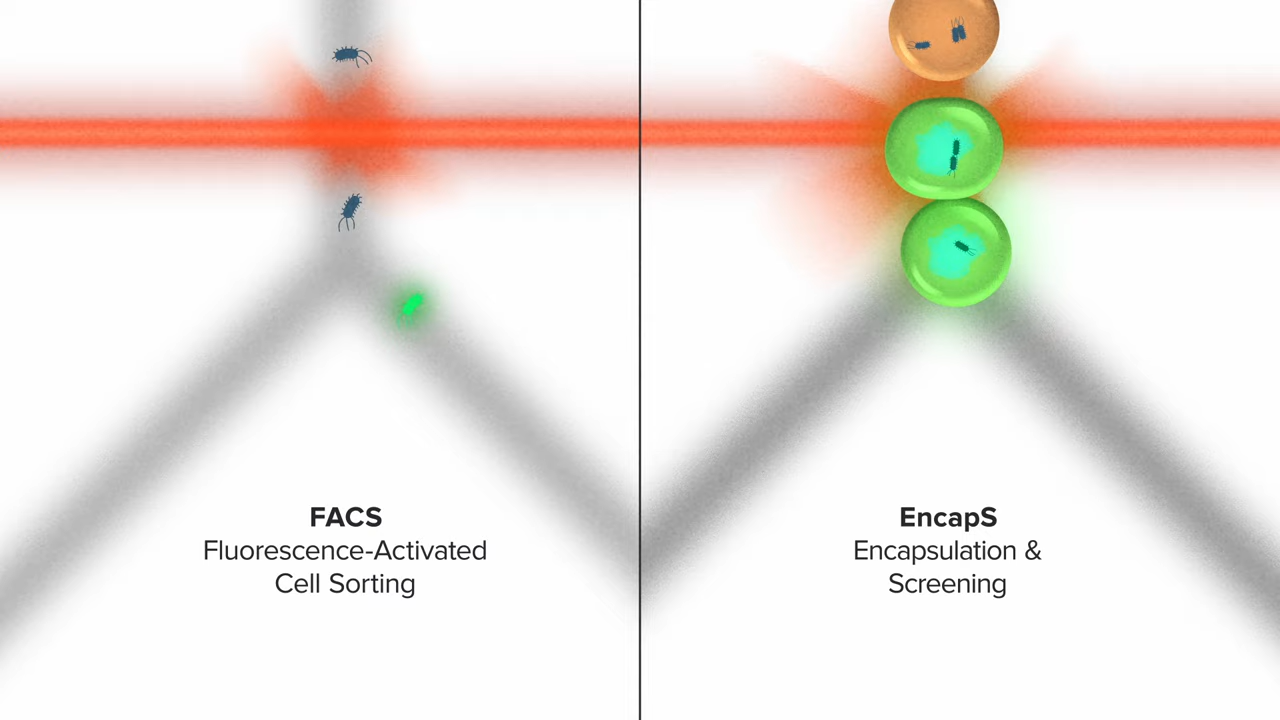 FACS
Fluorescence-Activated
Cell Sorting
EncapS
Encapsulation &
Screening